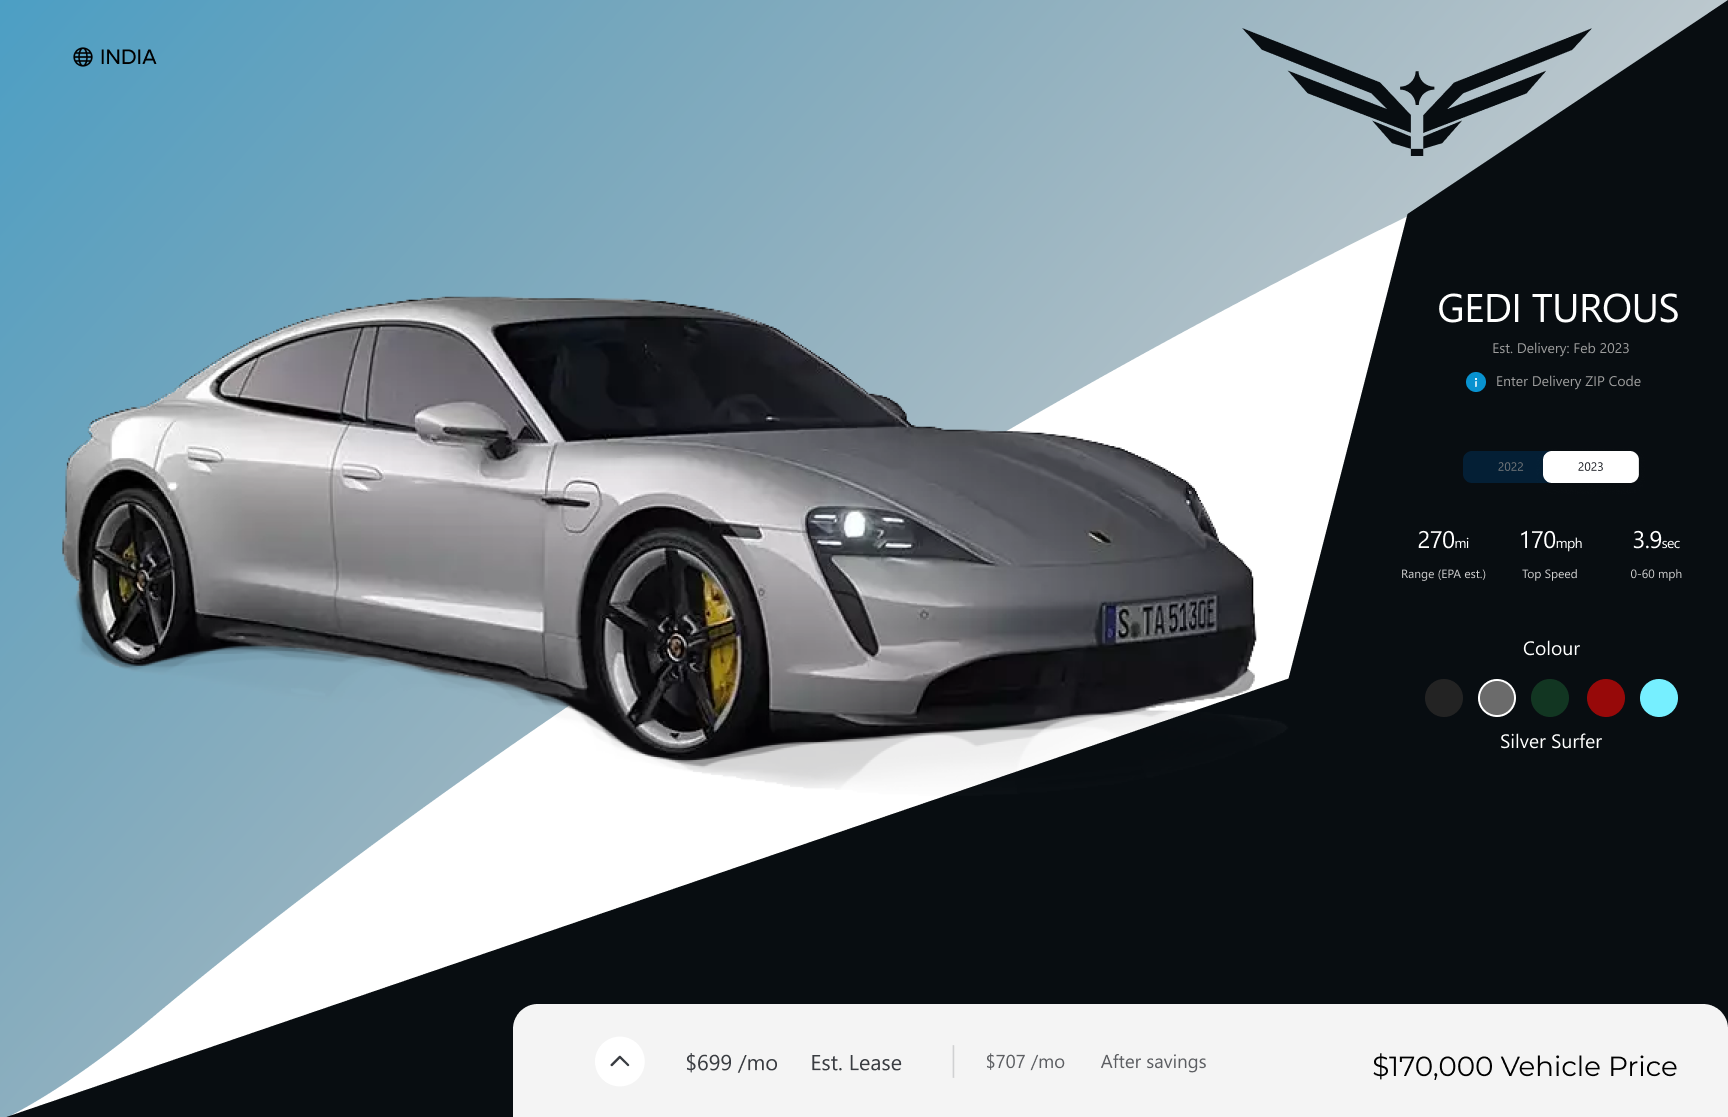 INDIA
GEDI TUROUS
Est. Delivery: Feb 2023
i Enter Delivery ZIP Code
2022 2023
270mi 170mph 3.9sec
Range (EPA est.) Top Speed 0-60 mph
S TA 5130E
Colour
Silver Surfer
$699 /mo Est. Lease $707 /mo After savings $170,000 Vehicle Price